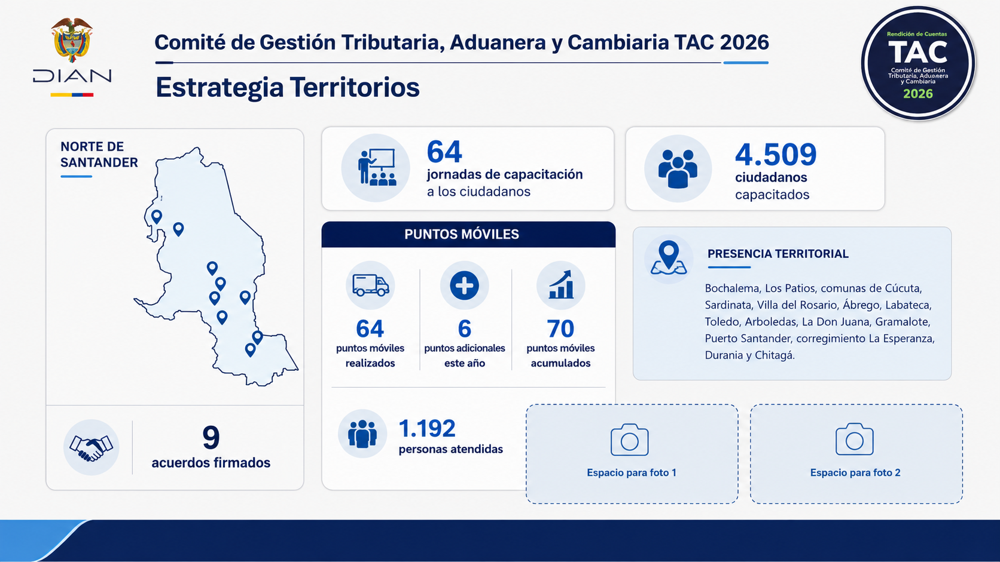 DIAN
Comité de Gestión Tributaria, Aduanera y Cambiaria TAC 2026
Estrategia Territorios
Rendición de Cuentas
TAC
Comité de Gestión
Tributaria, Aduanera
y Cambiaria
2026
NORTE DE
SANTANDER
9
acuerdos firmados
64
jornadas de capacitación
a los ciudadanos
4.509
ciudadanos
capacitados
PUNTOS MÓVILES
64
puntos móviles
realizados
6
puntos adicionales
este año
70
puntos móviles
acumulados
1.192
personas atendidas
PRESENCIA TERRITORIAL
Bochalema, Los Patios, comunas de Cúcuta,
Sardinata, Villa del Rosario, Ábrego, Labateca,
Toledo, Arboledas, La Don Juana, Gramalote,
Puerto Santander, corregimiento La Esperanza,
Durania y Chitagá.
Espacio para foto 1
Espacio para foto 2